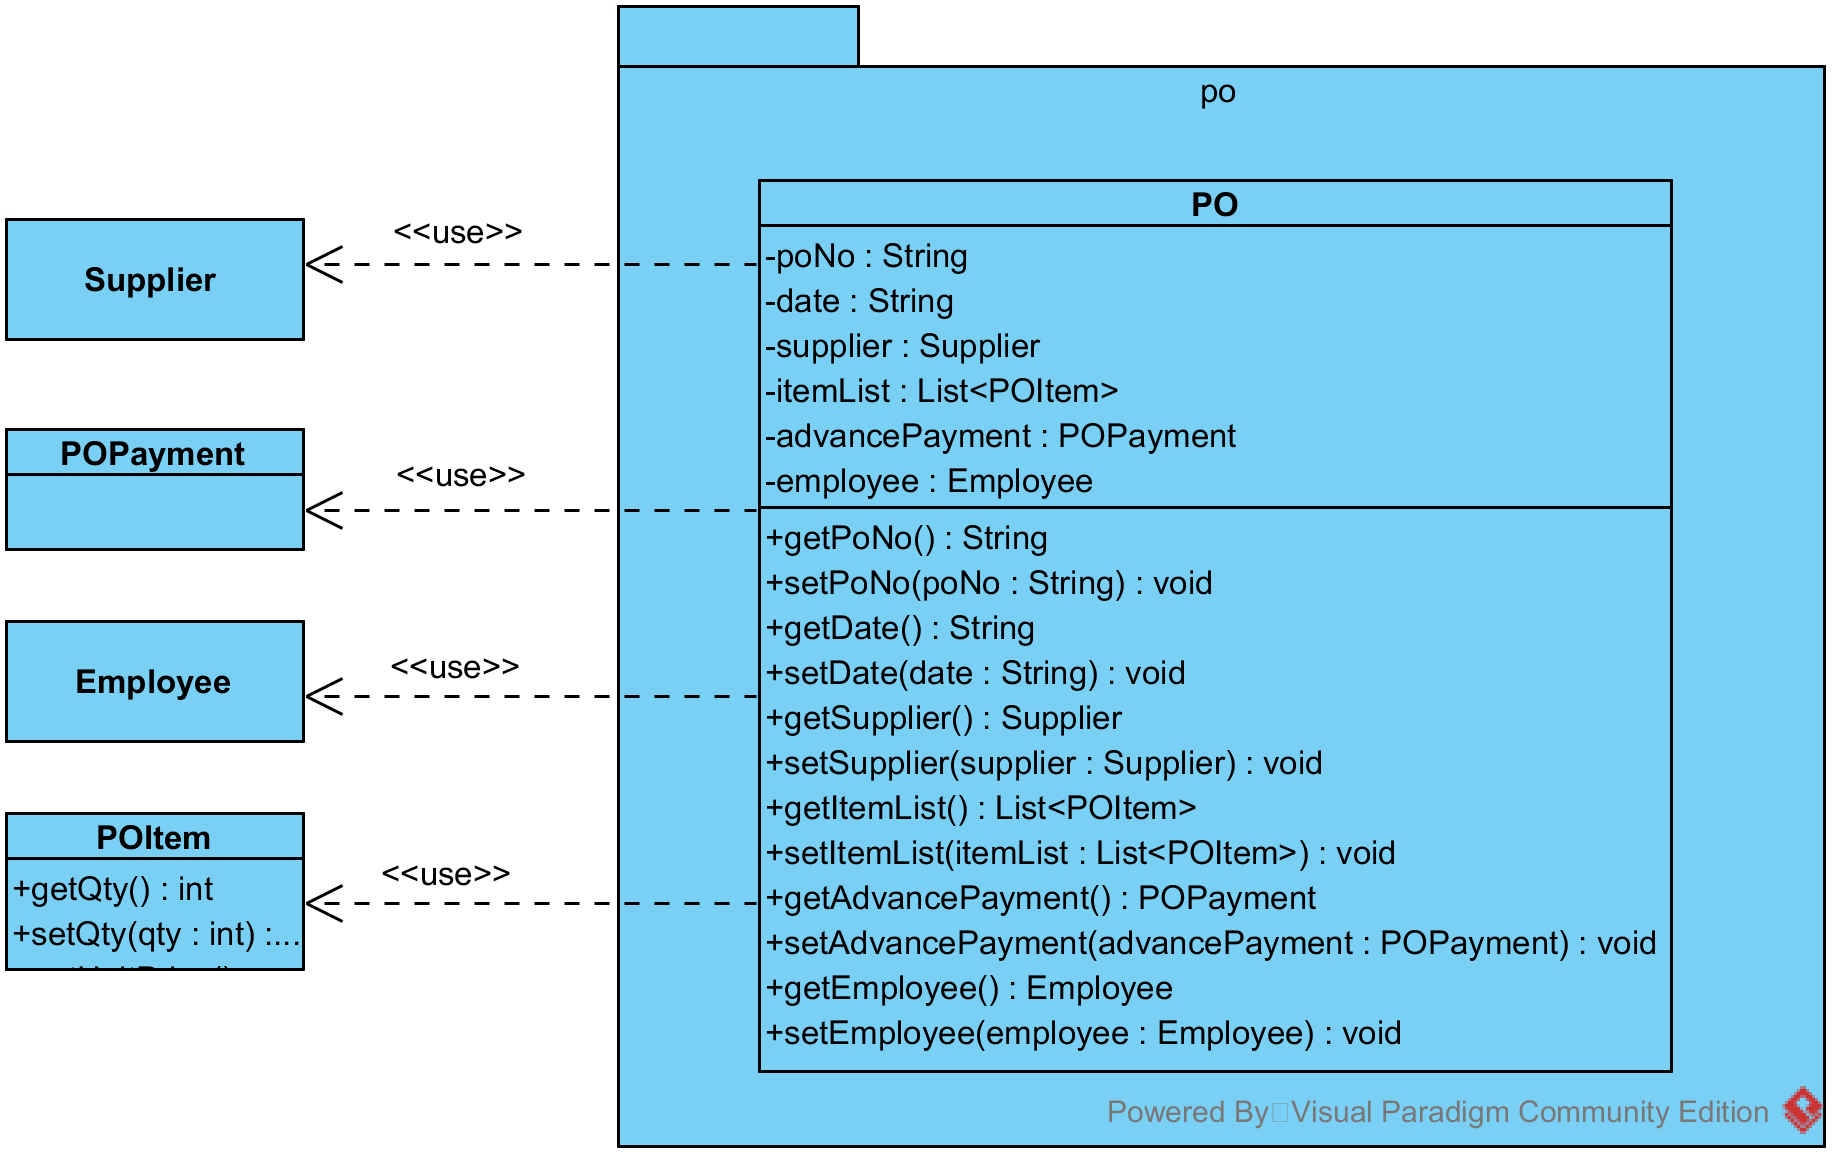 po
PO
-poNo : String
-date : String
-supplier : Supplier
-itemList : List<POItem>
-advancePayment : POPayment
-employee : Employee
+getPoNo() : String
+setPoNo(poNo : String) : void
+getDate() : String
+setDate(date : String) : void
+getSupplier() : Supplier
+setSupplier(supplier : Supplier) : void
+getItemList() : List<POItem>
+setItemList(itemList : List<POItem>) : void
+getAdvancePayment() : POPayment
+setAdvancePayment(advancePayment : POPayment) : void
+getEmployee() : Employee
+setEmployee(employee : Employee) : void
<<use>>
Supplier
<<use>>
POPayment
<<use>>
Employee
<<use>>
POItem
+getQty() : int
+setQty(qty : int) :...
Powered By Visual Paradigm Community Edition